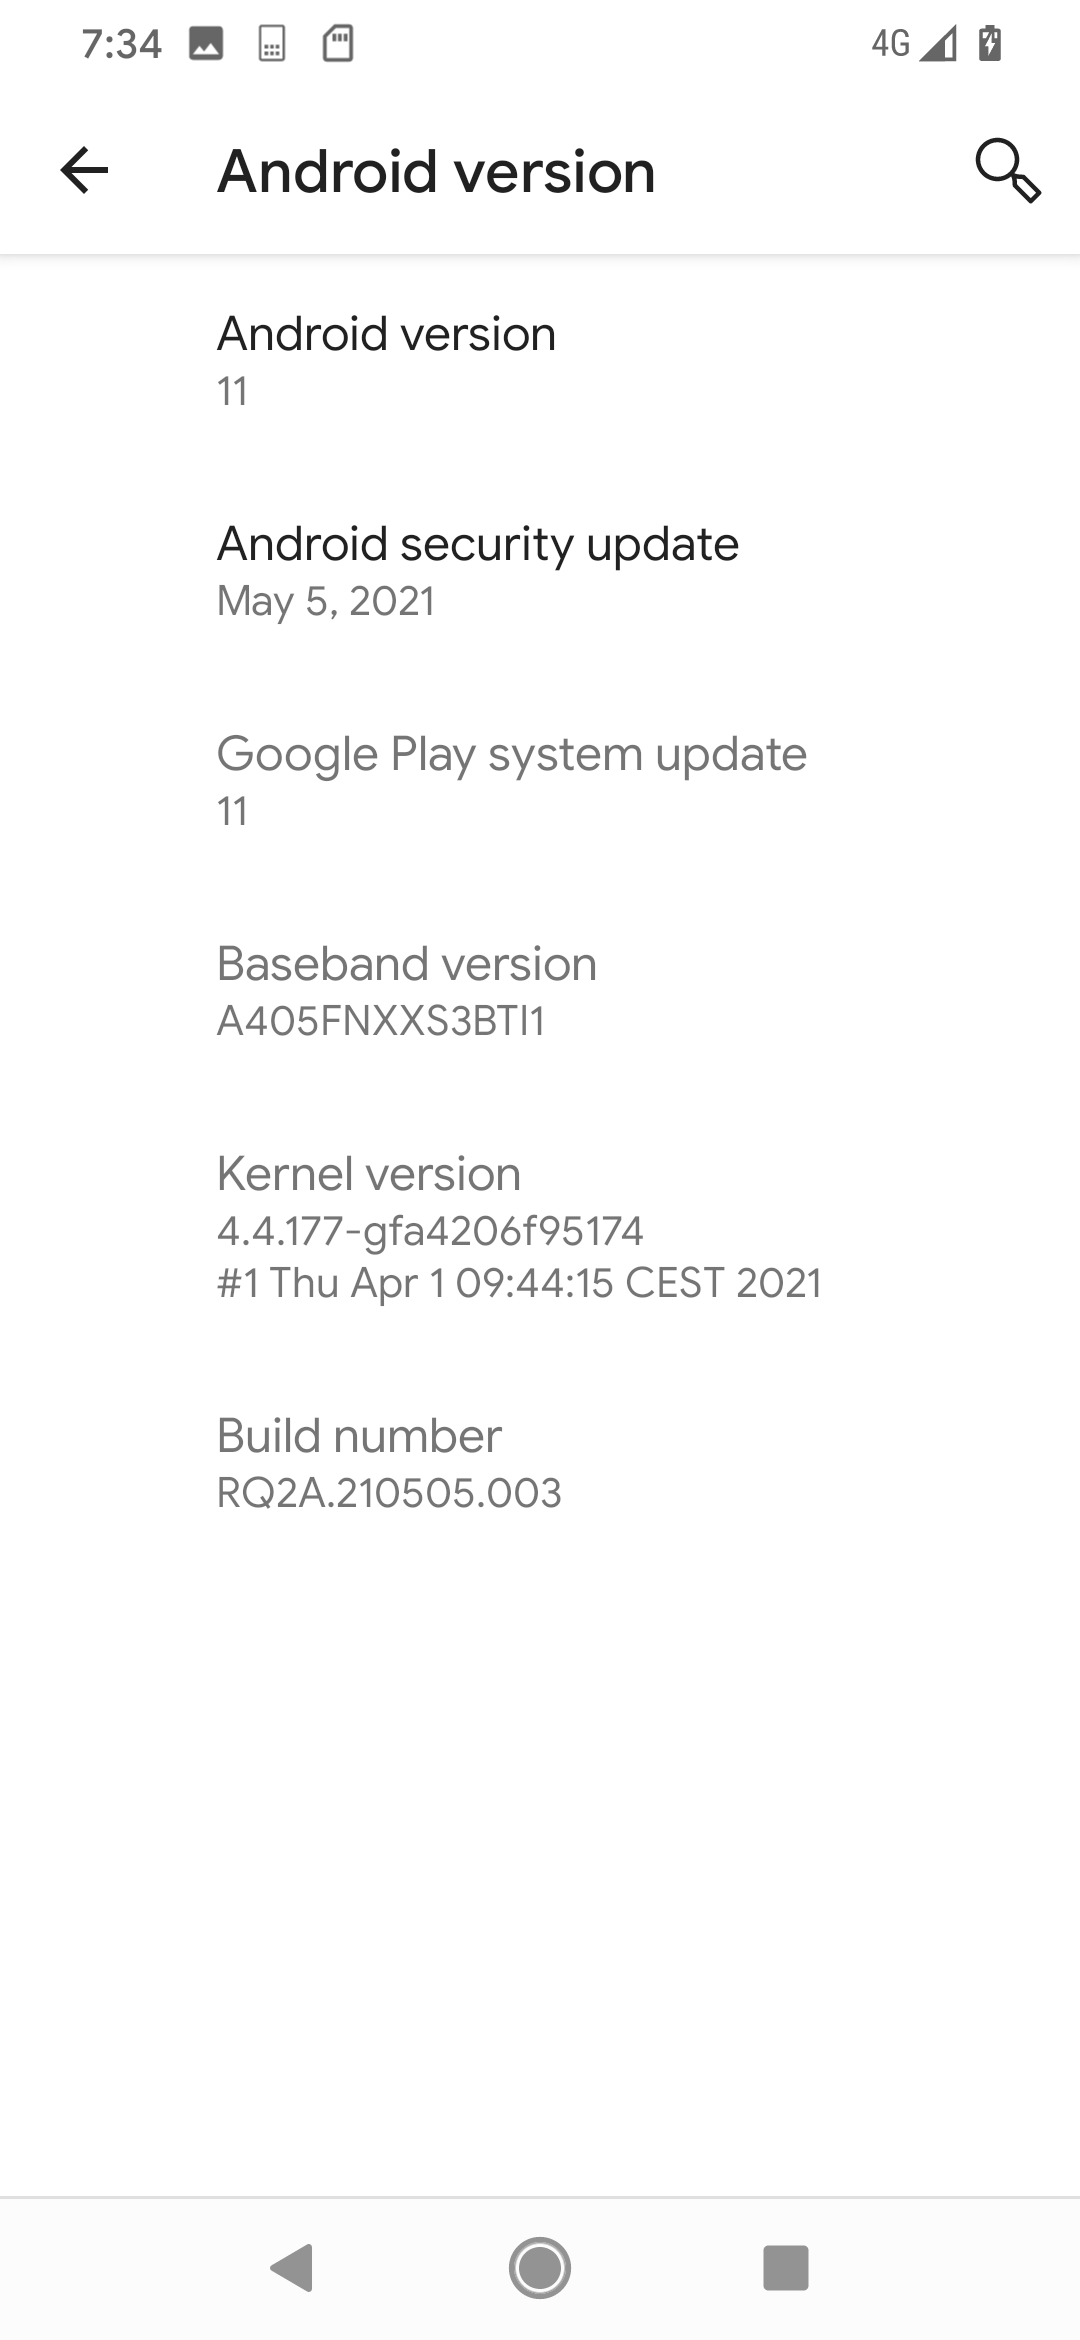 7:34
4G
Android version
Android version
11
Android security update
May 5, 2021
Google Play system update
11
Baseband version
A405FNXXS3BTI1
Kernel version
4.4.177-gfa4206f95174
#1 Thu Apr 1 09:44:15 CEST 2021
Build number
RQ2A.210505.003